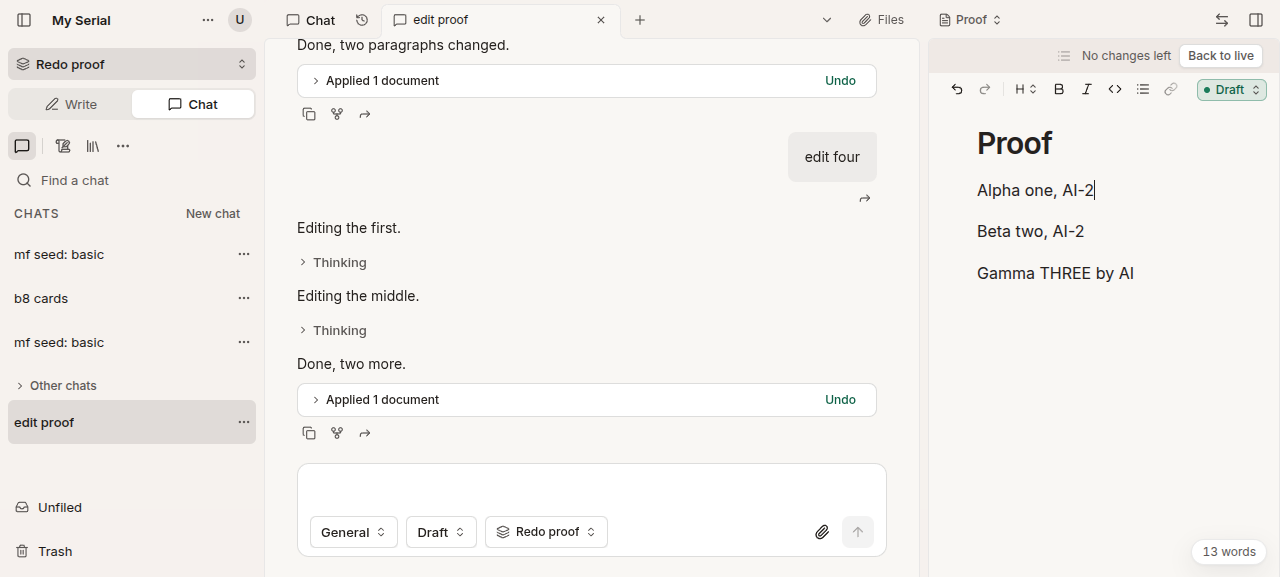 My Serial
U
Chat
edit proof
Files
Proof
Redo proof
Write
Chat
Find a chat
CHATS
New chat
mf seed: basic
b8 cards
mf seed: basic
Other chats
edit proof
Unfiled
Trash
Done, two paragraphs changed.
Applied 1 document
Undo
edit four
Editing the first.
Thinking
Editing the middle.
Thinking
Done, two more.
Applied 1 document
Undo
General
Draft
Redo proof
No changes left
Back to live
H
B
I
Draft
Proof
Alpha one, AI-2
Beta two, AI-2
Gamma THREE by AI
13 words